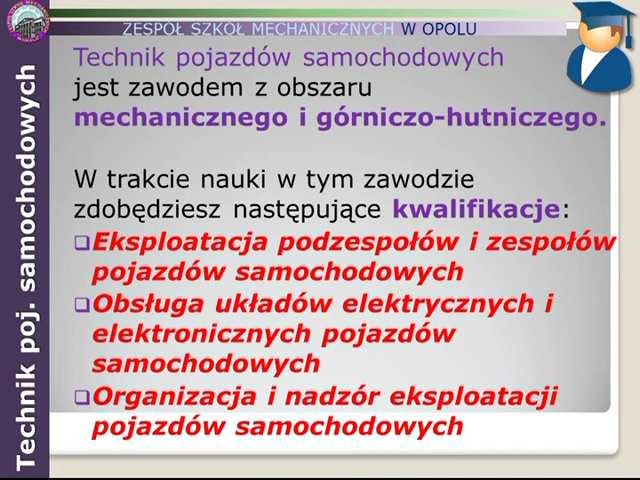 ZESPÓŁ SZKÓŁ MECHANICZNYCH W OPOLU
Technik poj. samochodowych
Technik pojazdów samochodowych
jest zawodem z obszaru
mechanicznego i górniczo-hutniczego.
W trakcie nauki w tym zawodzie
zdobędziesz następujące kwalifikacje:
Eksploatacja podzespołów i zespołów
pojazdów samochodowych
Obsługa układów elektrycznych i
elektronicznych pojazdów
samochodowych
Organizacja i nadzór eksploatacji
pojazdów samochodowych